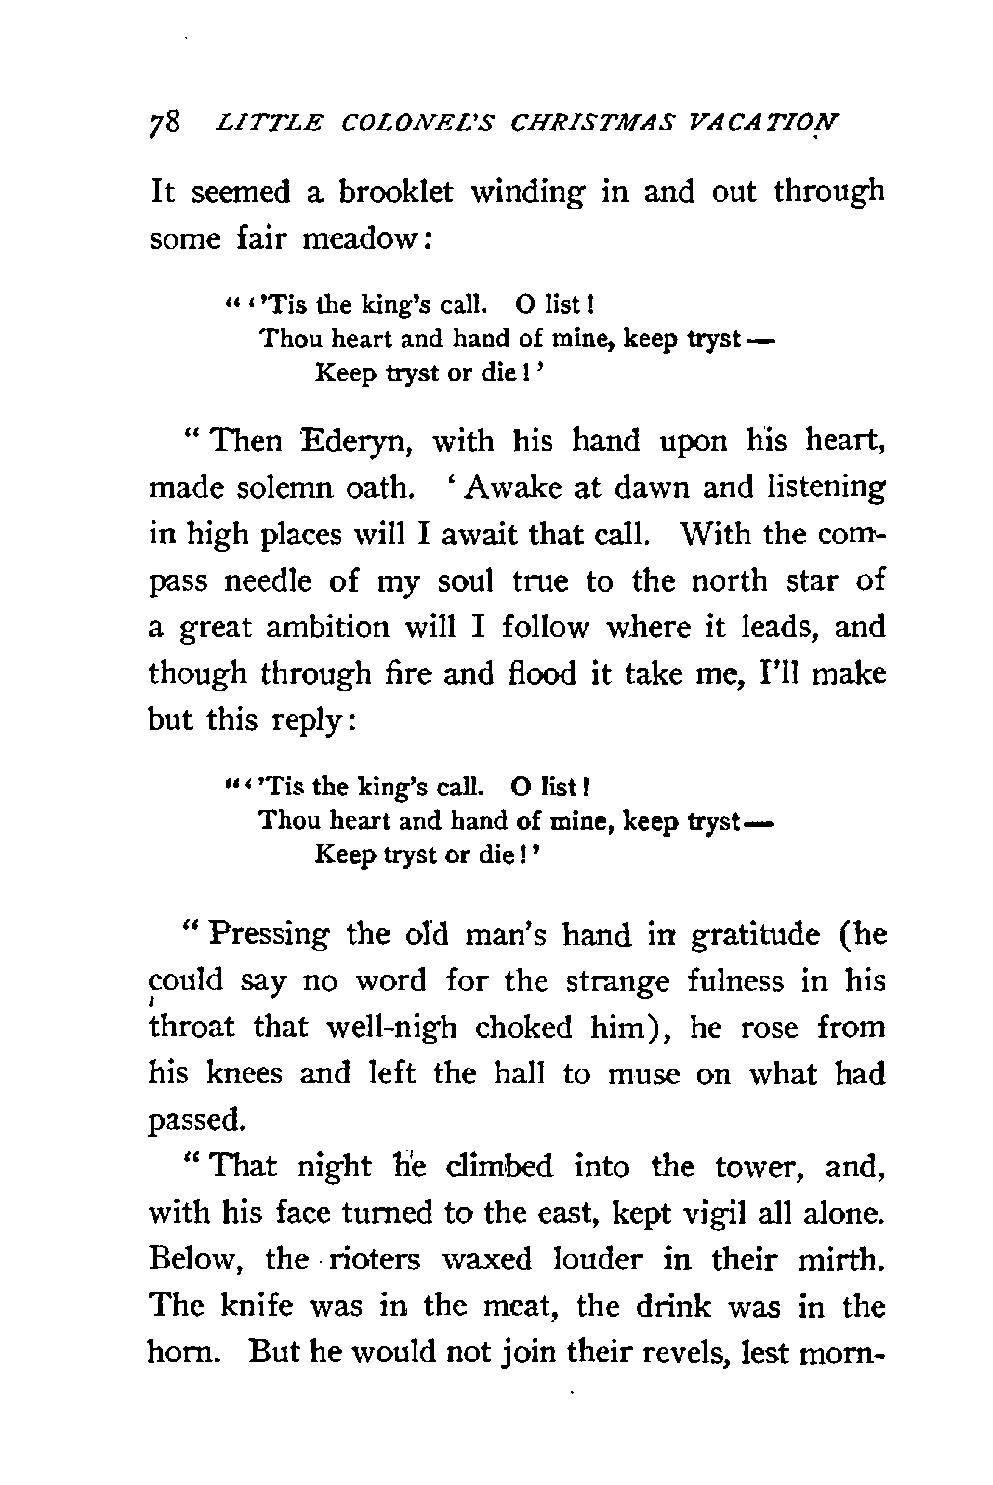 78 LITTLE COLONEL'S CHRISTMAS VACATION
It seemed a brooklet winding in and out through
some fair meadow:
"''Tis the king's call. O list!
Thou heart and hand of mine, keep tryst—
Keep tryst or die!'
"Then Ederyn, with his hand upon his heart,
made solemn oath. 'Awake at dawn and listening
in high places will I await that call. With the com-
pass needle of my soul true to the north star of
a great ambition will I follow where it leads, and
though through fire and flood it take me, I'll make
but this reply:
"''Tis the king's call. O list!
Thou heart and hand of mine, keep tryst—
Keep tryst or die!'
"Pressing the old man's hand in gratitude (he
could say no word for the strange fulness in his
throat that well-nigh choked him), he rose from
his knees and left the hall to muse on what had
passed.
"That night he climbed into the tower, and,
with his face turned to the east, kept vigil all alone.
Below, the rioters waxed louder in their mirth.
The knife was in the meat, the drink was in the
horn. But he would not join their revels, lest morn-